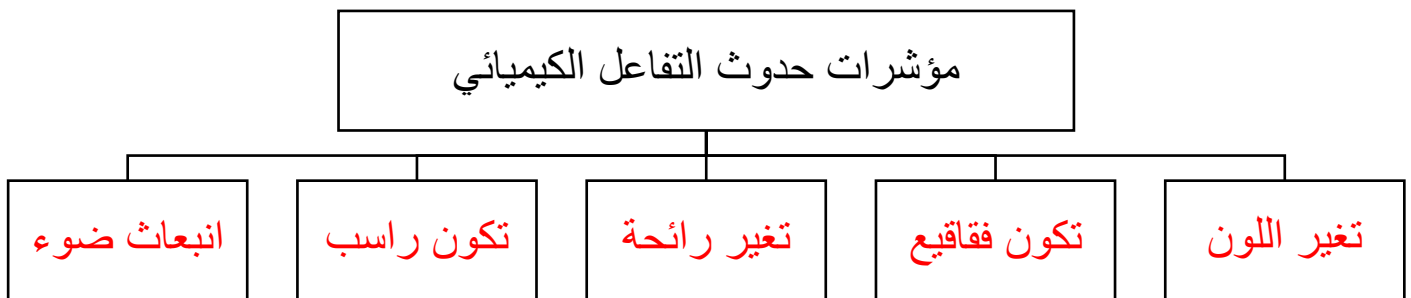 مؤشرات حدوث التفاعل الكيميائي
تغير اللون
تكون فقاقيع
تغير رائحة
تكون راسب
انبعاث ضوء